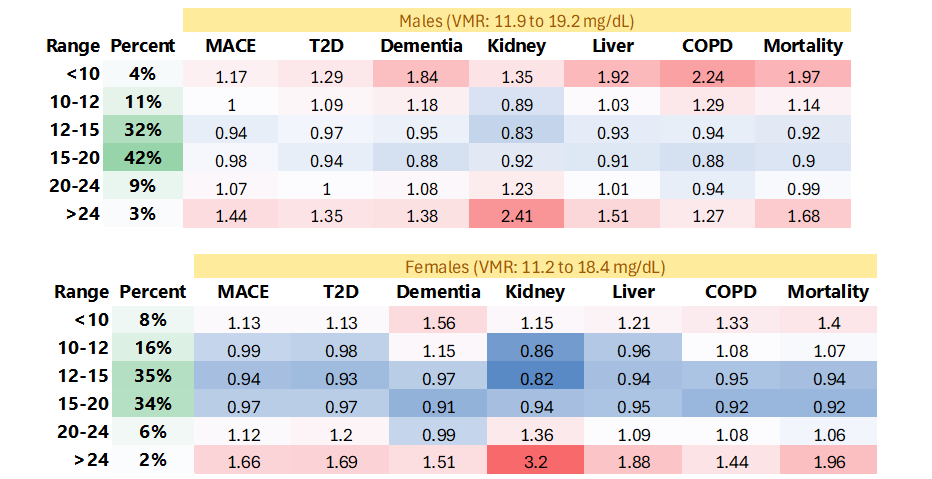 Males (VMR: 11.9 to 19.2 mg/dL)
Range Percent MACE T2D Dementia Kidney Liver COPD Mortality
<10 4% 1.17 1.29 1.84 1.35 1.92 2.24 1.97
10-12 11% 1 1.09 1.18 0.89 1.03 1.29 1.14
12-15 32% 0.94 0.97 0.95 0.83 0.93 0.94 0.92
15-20 42% 0.98 0.94 0.88 0.92 0.91 0.88 0.9
20-24 9% 1.07 1 1.08 1.23 1.01 0.94 0.99
>24 3% 1.44 1.35 1.38 2.41 1.51 1.27 1.68
Females (VMR: 11.2 to 18.4 mg/dL)
Range Percent MACE T2D Dementia Kidney Liver COPD Mortality
<10 8% 1.13 1.13 1.56 1.15 1.21 1.33 1.4
10-12 16% 0.99 0.98 1.15 0.86 0.96 1.08 1.07
12-15 35% 0.94 0.93 0.97 0.82 0.94 0.95 0.94
15-20 34% 0.97 0.97 0.91 0.94 0.95 0.92 0.92
20-24 6% 1.12 1.2 0.99 1.36 1.09 1.08 1.06
>24 2% 1.66 1.69 1.51 3.2 1.88 1.44 1.96